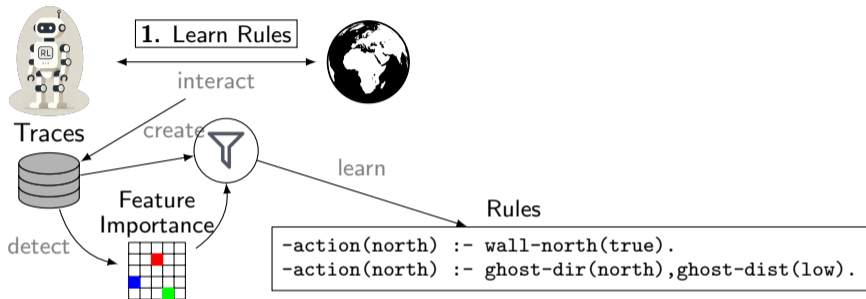 1. Learn Rules
RL
interact
Traces
create
learn
Feature
Importance
detect
Rules
-action(north) :- wall-north(true).
-action(north) :- ghost-dir(north),ghost-dist(low).